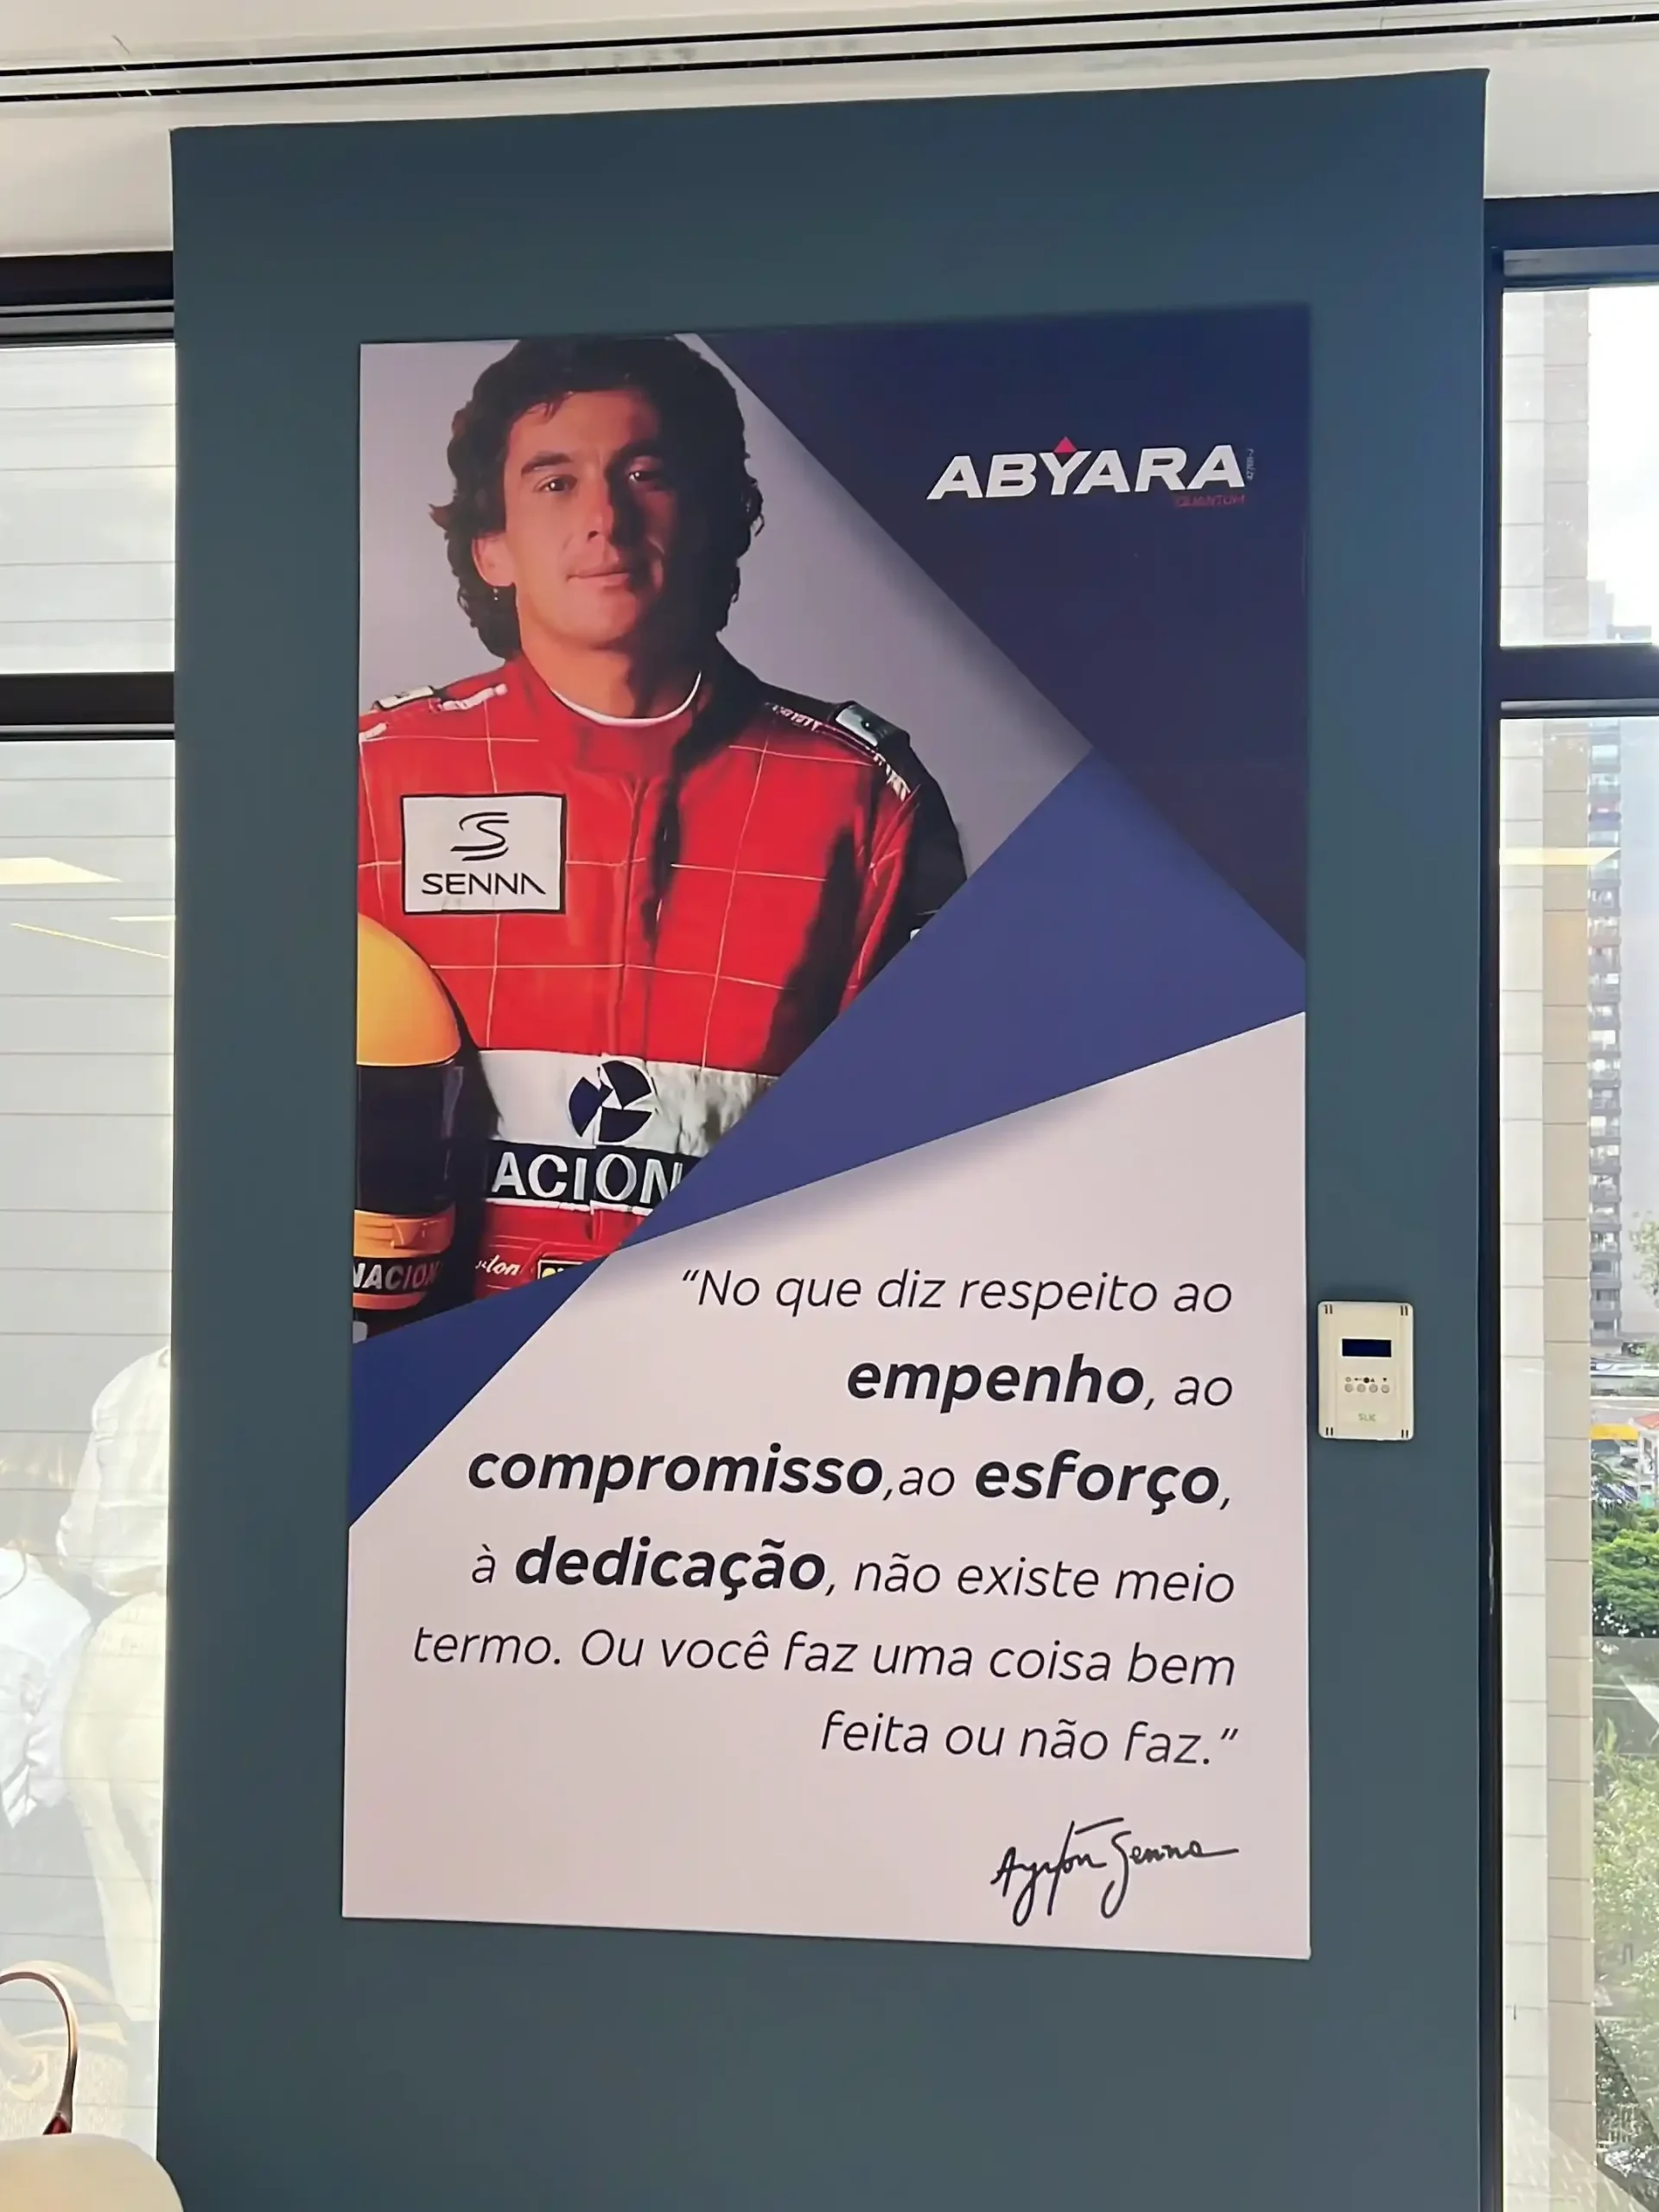 ABYARA
QUANTUM
SENNA
ACION
NACION
"No que diz respeito ao
empenho, ao
compromisso,ao esforço,
à dedicação, não existe meio
termo. Ou você faz uma coisa bem
feita ou não faz."
Ayrton Senna